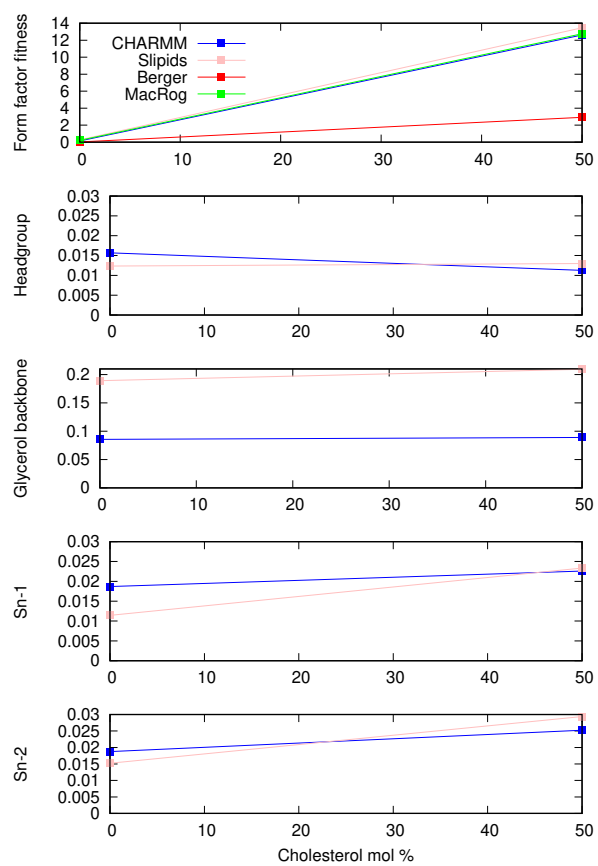 Form factor fitness
14
12
10
8
6
4
2
0
CHARMM
Slipids
Berger
MacRog
0 10 20 30 40 50
Headgroup
0.03
0.025
0.02
0.015
0.01
0.005
0
0 10 20 30 40 50
Glycerol backbone
0.2
0.15
0.1
0.05
0
0 10 20 30 40 50
Sn-1
0.03
0.025
0.02
0.015
0.01
0.005
0
0 10 20 30 40 50
Sn-2
0.03
0.025
0.02
0.015
0.01
0.005
0
0 10 20 30 40 50
Cholesterol mol %